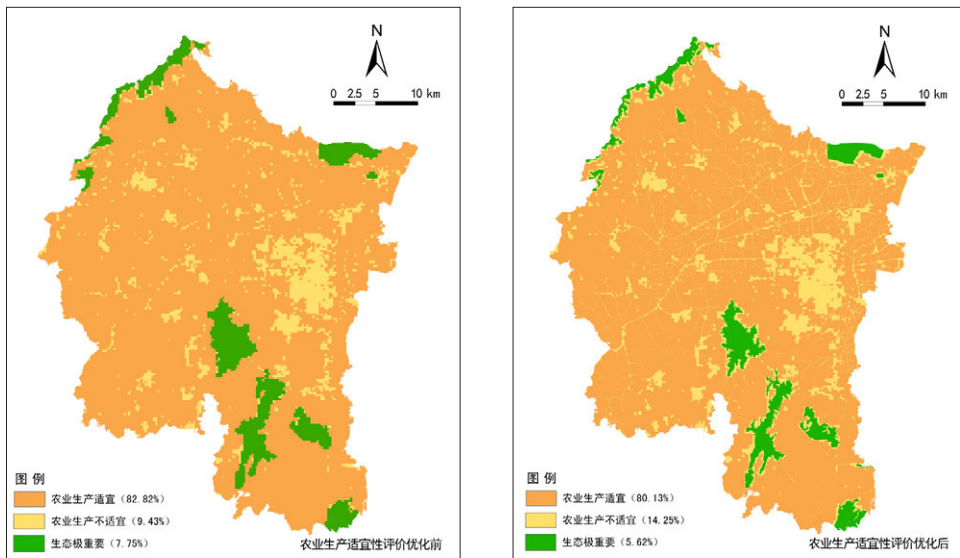 N
0 2.5 5 10 km
图 例
农业生产适宜（82.82%）
农业生产不适宜（9.43%）
生态极重要（7.75%）
农业生产适宜性评价优化前
N
0 2.5 5 10 km
图 例
农业生产适宜（80.13%）
农业生产不适宜（14.25%）
生态极重要（5.62%）
农业生产适宜性评价优化后